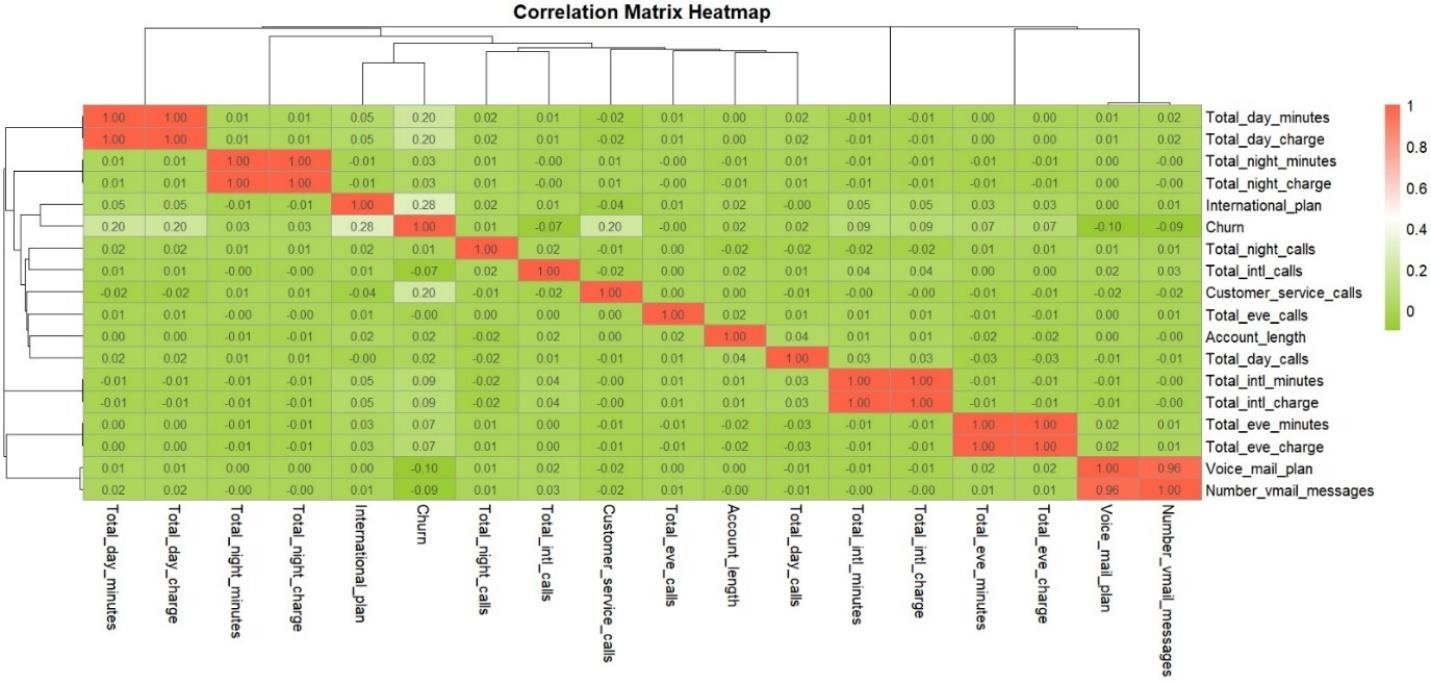 Correlation Matrix Heatmap
1.00 1.00 0.01 0.01 0.05 0.20 0.02 0.01 -0.02 0.01 0.00 0.02 -0.01 -0.01 0.00 0.00 0.01 0.02 Total_day_minutes
1.00 1.00 0.01 0.01 0.05 0.20 0.02 0.01 -0.02 0.01 0.00 0.02 -0.01 -0.01 0.00 0.00 0.01 0.02 Total_day_charge
0.01 0.01 1.00 1.00 -0.01 0.03 0.01 -0.00 0.01 -0.00 -0.01 0.01 -0.01 -0.01 -0.01 -0.01 0.00 -0.00 Total_night_minutes
0.01 0.01 1.00 1.00 -0.01 0.03 0.01 -0.00 0.01 -0.00 -0.01 0.01 -0.01 -0.01 -0.01 -0.01 0.00 -0.00 Total_night_charge
0.05 0.05 -0.01 -0.01 1.00 0.28 0.02 0.01 -0.04 0.01 0.02 -0.00 0.05 0.05 0.03 0.03 0.00 0.01 International_plan
0.20 0.20 0.03 0.03 0.28 1.00 0.01 -0.07 0.20 -0.00 0.02 0.02 0.09 0.09 0.07 0.07 -0.10 -0.09 Churn
0.02 0.02 0.01 0.01 0.02 0.01 1.00 0.02 -0.01 0.00 -0.02 -0.02 -0.02 -0.02 0.01 0.01 0.01 0.01 Total_night_calls
0.01 0.01 -0.00 -0.00 0.01 -0.07 0.02 1.00 -0.02 0.00 0.02 0.01 0.04 0.04 0.00 0.00 0.02 0.03 Total_intl_calls
-0.02 -0.02 0.01 0.01 -0.04 0.20 -0.01 -0.02 1.00 0.00 0.00 -0.01 -0.00 -0.00 -0.01 -0.01 -0.02 -0.02 Customer_service_calls
0.01 0.01 -0.00 -0.00 0.01 -0.00 0.00 0.00 0.00 1.00 0.02 0.01 0.01 0.01 -0.01 -0.01 0.00 0.01 Total_eve_calls
0.00 0.00 -0.01 -0.01 0.02 0.02 -0.02 0.02 0.00 0.02 1.00 0.04 0.01 0.01 -0.02 -0.02 0.00 -0.00 Account_length
0.02 0.02 0.01 0.01 -0.00 0.02 -0.02 0.01 -0.01 0.01 0.04 1.00 0.03 0.03 -0.03 -0.03 -0.01 -0.01 Total_day_calls
-0.01 -0.01 -0.01 -0.01 0.05 0.09 -0.02 0.04 -0.00 0.01 0.01 0.03 1.00 1.00 -0.01 -0.01 -0.01 -0.00 Total_intl_minutes
-0.01 -0.01 -0.01 -0.01 0.05 0.09 -0.02 0.04 -0.00 0.01 0.01 0.03 1.00 1.00 -0.01 -0.01 -0.01 -0.00 Total_intl_charge
0.00 0.00 -0.01 -0.01 0.03 0.07 0.01 0.00 -0.01 -0.01 -0.02 -0.03 -0.01 -0.01 1.00 1.00 0.02 0.01 Total_eve_minutes
0.00 0.00 -0.01 -0.01 0.03 0.07 0.01 0.00 -0.01 -0.01 -0.02 -0.03 -0.01 -0.01 1.00 1.00 0.02 0.01 Total_eve_charge
0.01 0.01 0.00 0.00 0.00 -0.10 0.01 0.02 -0.02 0.00 0.00 -0.01 -0.01 -0.01 0.02 0.02 1.00 0.96 Voice_mail_plan
0.02 0.02 -0.00 -0.00 0.01 -0.09 0.01 0.03 -0.02 0.01 -0.00 -0.01 -0.00 -0.00 0.01 0.01 0.96 1.00 Number_vmail_messages
Total_day_minutes
Total_day_charge
Total_night_minutes
Total_night_charge
International_plan
Churn
Total_night_calls
Total_intl_calls
Customer_service_calls
Total_eve_calls
Account_length
Total_day_calls
Total_intl_minutes
Total_intl_charge
Total_eve_minutes
Total_eve_charge
Voice_mail_plan
Number_vmail_messages
1
0.8
0.6
0.4
0.2
0